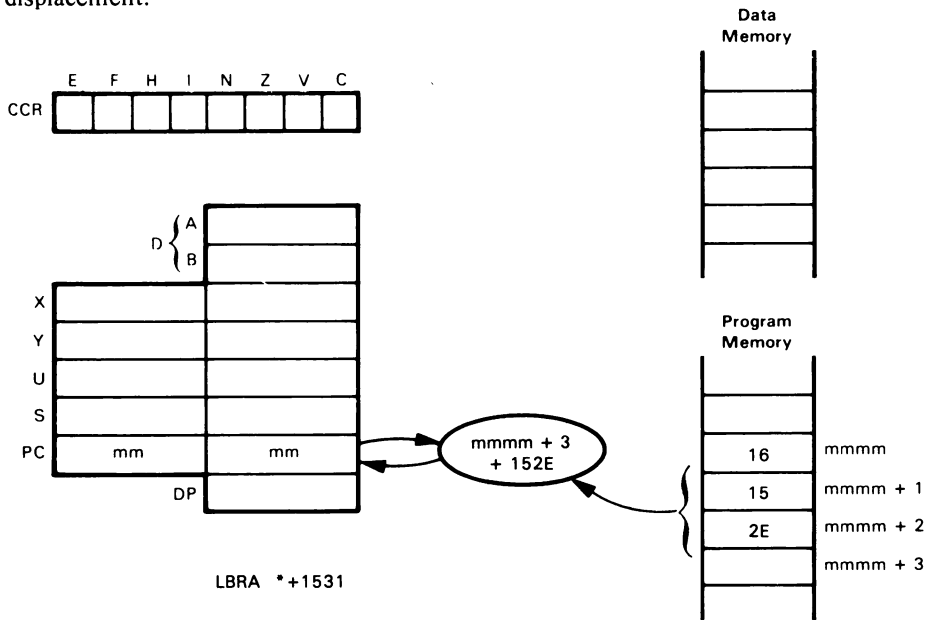 displacement.
Data
Memory
E F H I N Z V C
CCR
D { A
B
X
Y
U
S
PC mm mm
DP
mmmm + 3
+ 152E
Program
Memory
16 mmmm
15 mmmm + 1
2E mmmm + 2
mmmm + 3
LBRA *+1531